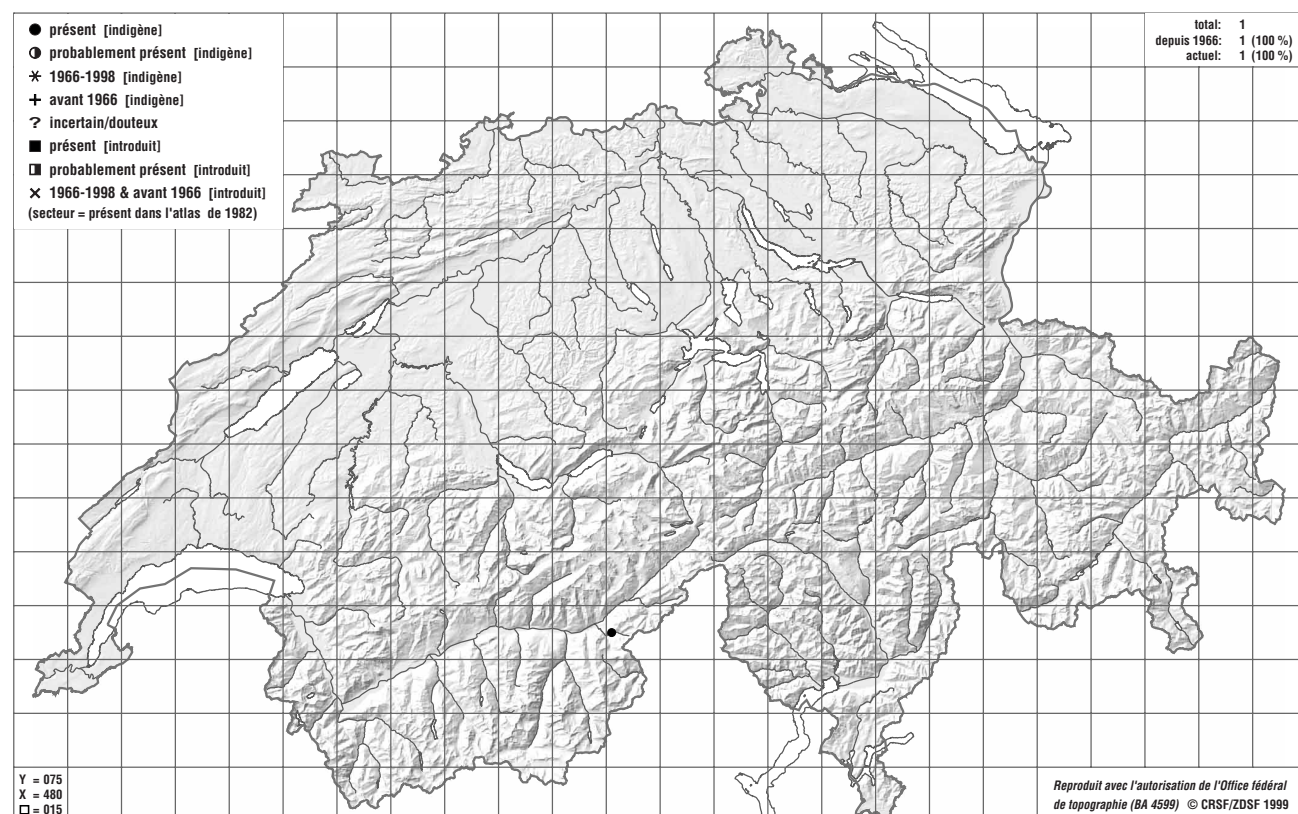 ● présent [indigène]
◑ probablement présent [indigène]
✳ 1966-1998 [indigène]
+ avant 1966 [indigène]
? incertain/douteux
■ présent [introduit]
◨ probablement présent [introduit]
× 1966-1998 & avant 1966 [introduit]
(secteur = présent dans l'atlas de 1982)
total: 1
depuis 1966: 1 (100 %)
actuel: 1 (100 %)
Y = 075
X = 480
□ = 015
Reproduit avec l'autorisation de l'Office fédéral
de topographie (BA 4599) © CRSF/ZDSF 1999